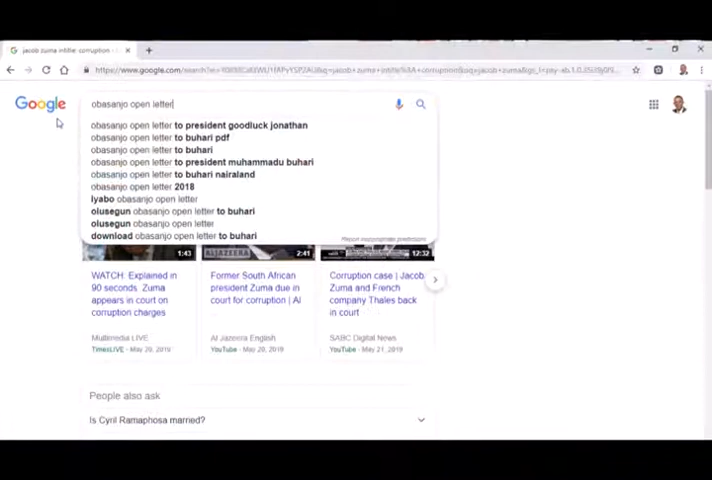 jacob zuma intitle: corruption -
Google
obasanjo open letter
obasanjo open letter to president goodluck jonathan
obasanjo open letter to buhari pdf
obasanjo open letter to buhari
obasanjo open letter to president muhammadu buhari
obasanjo open letter to buhari nairaland
obasanjo open letter 2018
Iyabo obasanjo open letter
olusegun obasanjo open letter to buhari
olusegun obasanjo open letter
download obasanjo open letter to buhari
Report inappropriate predictions
1:43
ALJAZEERA
2:41
12:32
WATCH: Explained in
90 seconds. Zuma
appears in court on
corruption charges
Multimedia LIVE
TimesLIVE - May 20, 2019
Former South African
president Zuma due in
court for corruption | Al
Al Jazeera English
YouTube - May 20, 2019
Corruption case | Jacob
Zuma and French
company Thales back
in court
SABC Digital News
YouTube - May 21, 2019
People also ask
Is Cyril Ramaphosa married?